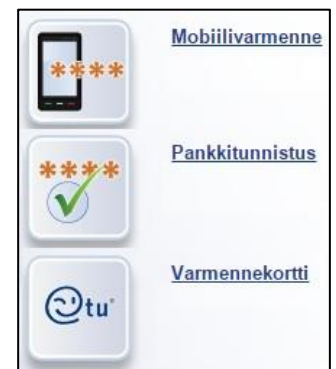 ****
Mobiilivarmenne
****
Pankkitunnistus
Varmennekortti
@tu